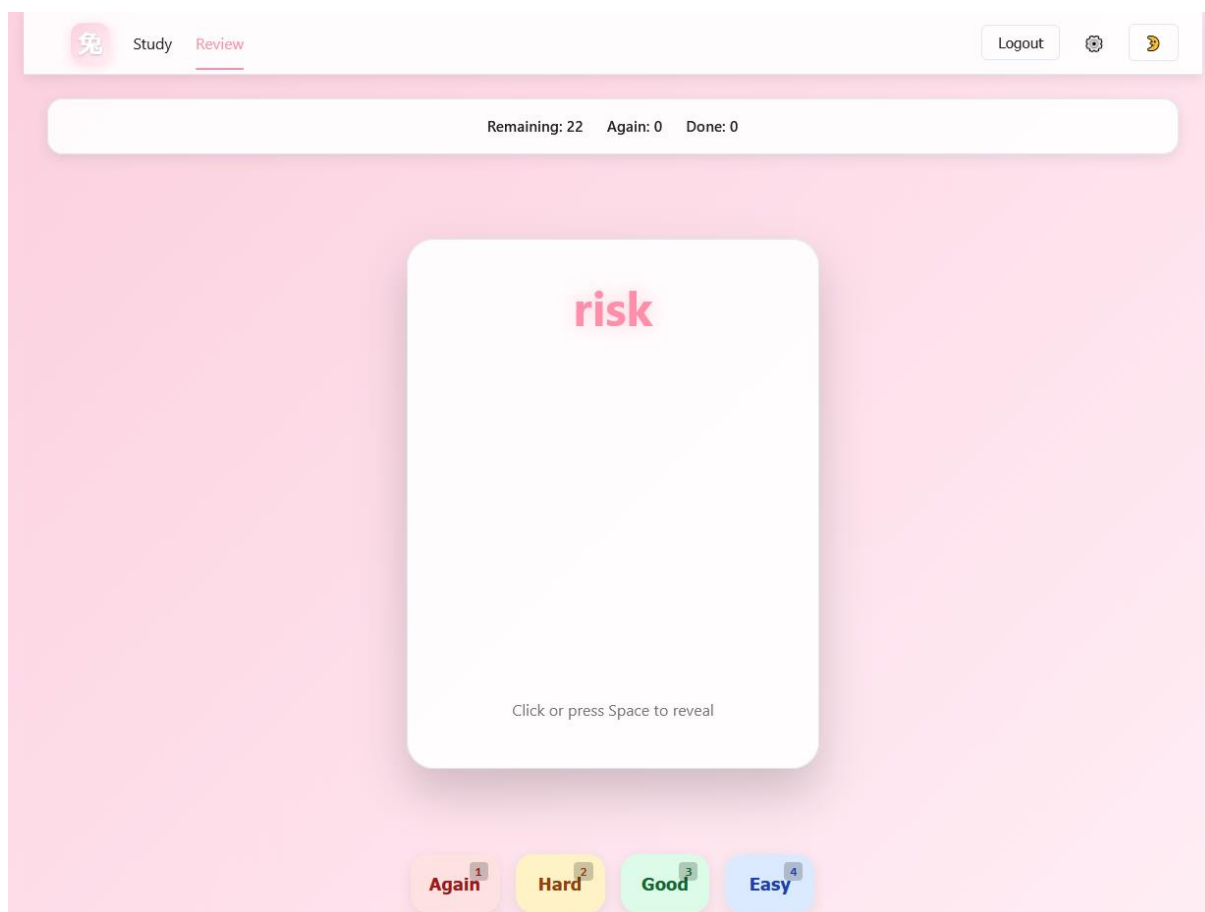 兔 Study Review Logout
Remaining: 22 Again: 0 Done: 0
risk
Click or press Space to reveal
Again 1 Hard 2 Good 3 Easy 4